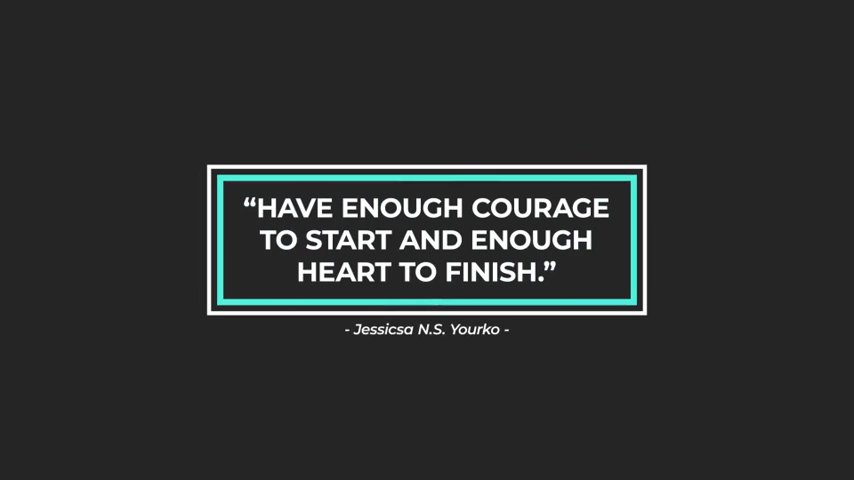 “HAVE ENOUGH COURAGE
TO START AND ENOUGH
HEART TO FINISH.”
- Jessicsa N.S. Yourko -